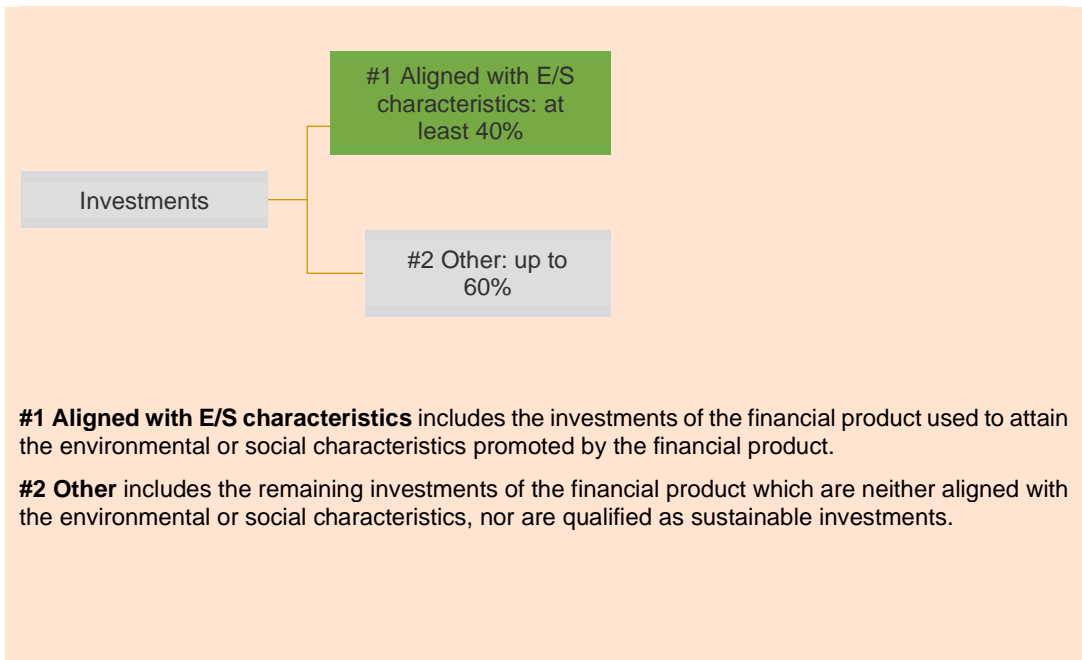 #1 Aligned with E/S
characteristics: at
least 40%
Investments
#2 Other: up to
60%
#1 Aligned with E/S characteristics includes the investments of the financial product used to attain
the environmental or social characteristics promoted by the financial product.
#2 Other includes the remaining investments of the financial product which are neither aligned with
the environmental or social characteristics, nor are qualified as sustainable investments.